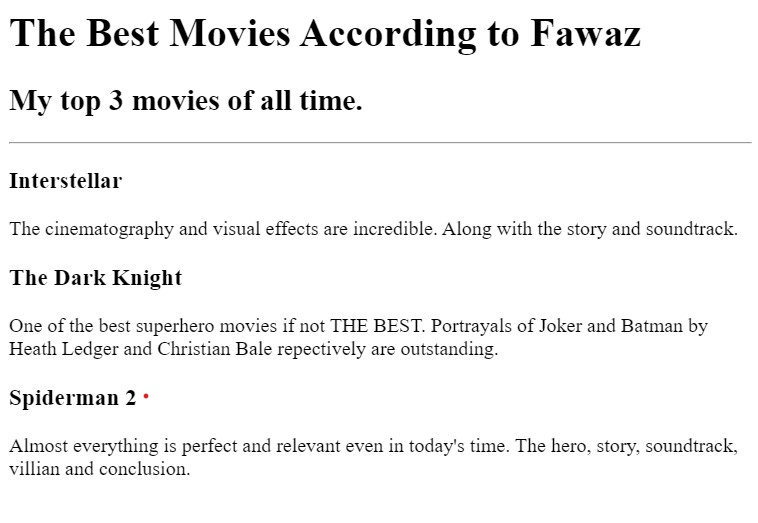 The Best Movies According to Fawaz
My top 3 movies of all time.
Interstellar
The cinematography and visual effects are incredible. Along with the story and soundtrack.
The Dark Knight
One of the best superhero movies if not THE BEST. Portrayals of Joker and Batman by
Heath Ledger and Christian Bale repectively are outstanding.
Spiderman 2
Almost everything is perfect and relevant even in today's time. The hero, story, soundtrack,
villian and conclusion.